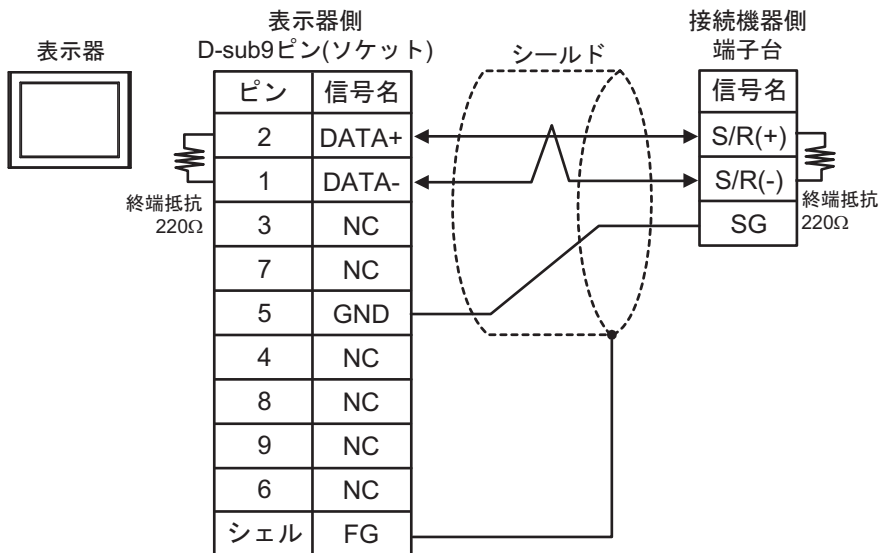 表示器
表示器側
D-sub9ピン(ソケット)
シールド
接続機器側
端子台
ピン 信号名
信号名
2 DATA+
S/R(+)
1 DATA-
S/R(-)
終端抵抗
220Ω
終端抵抗
220Ω
3 NC
SG
7 NC
5 GND
4 NC
8 NC
9 NC
6 NC
シェル FG